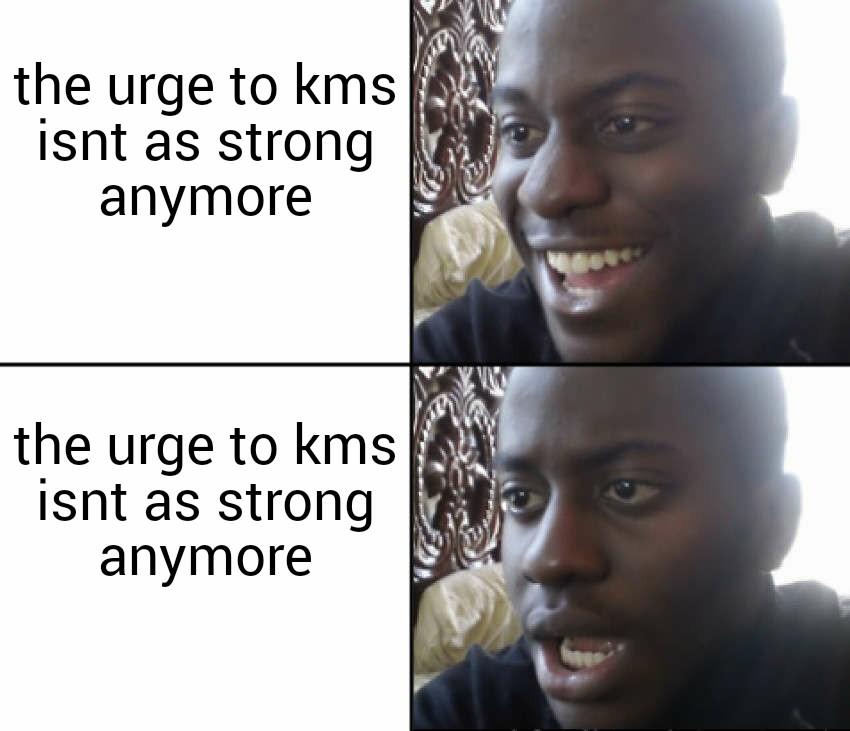 the urge to kms
isnt as strong
anymore
the urge to kms
isnt as strong
anymore